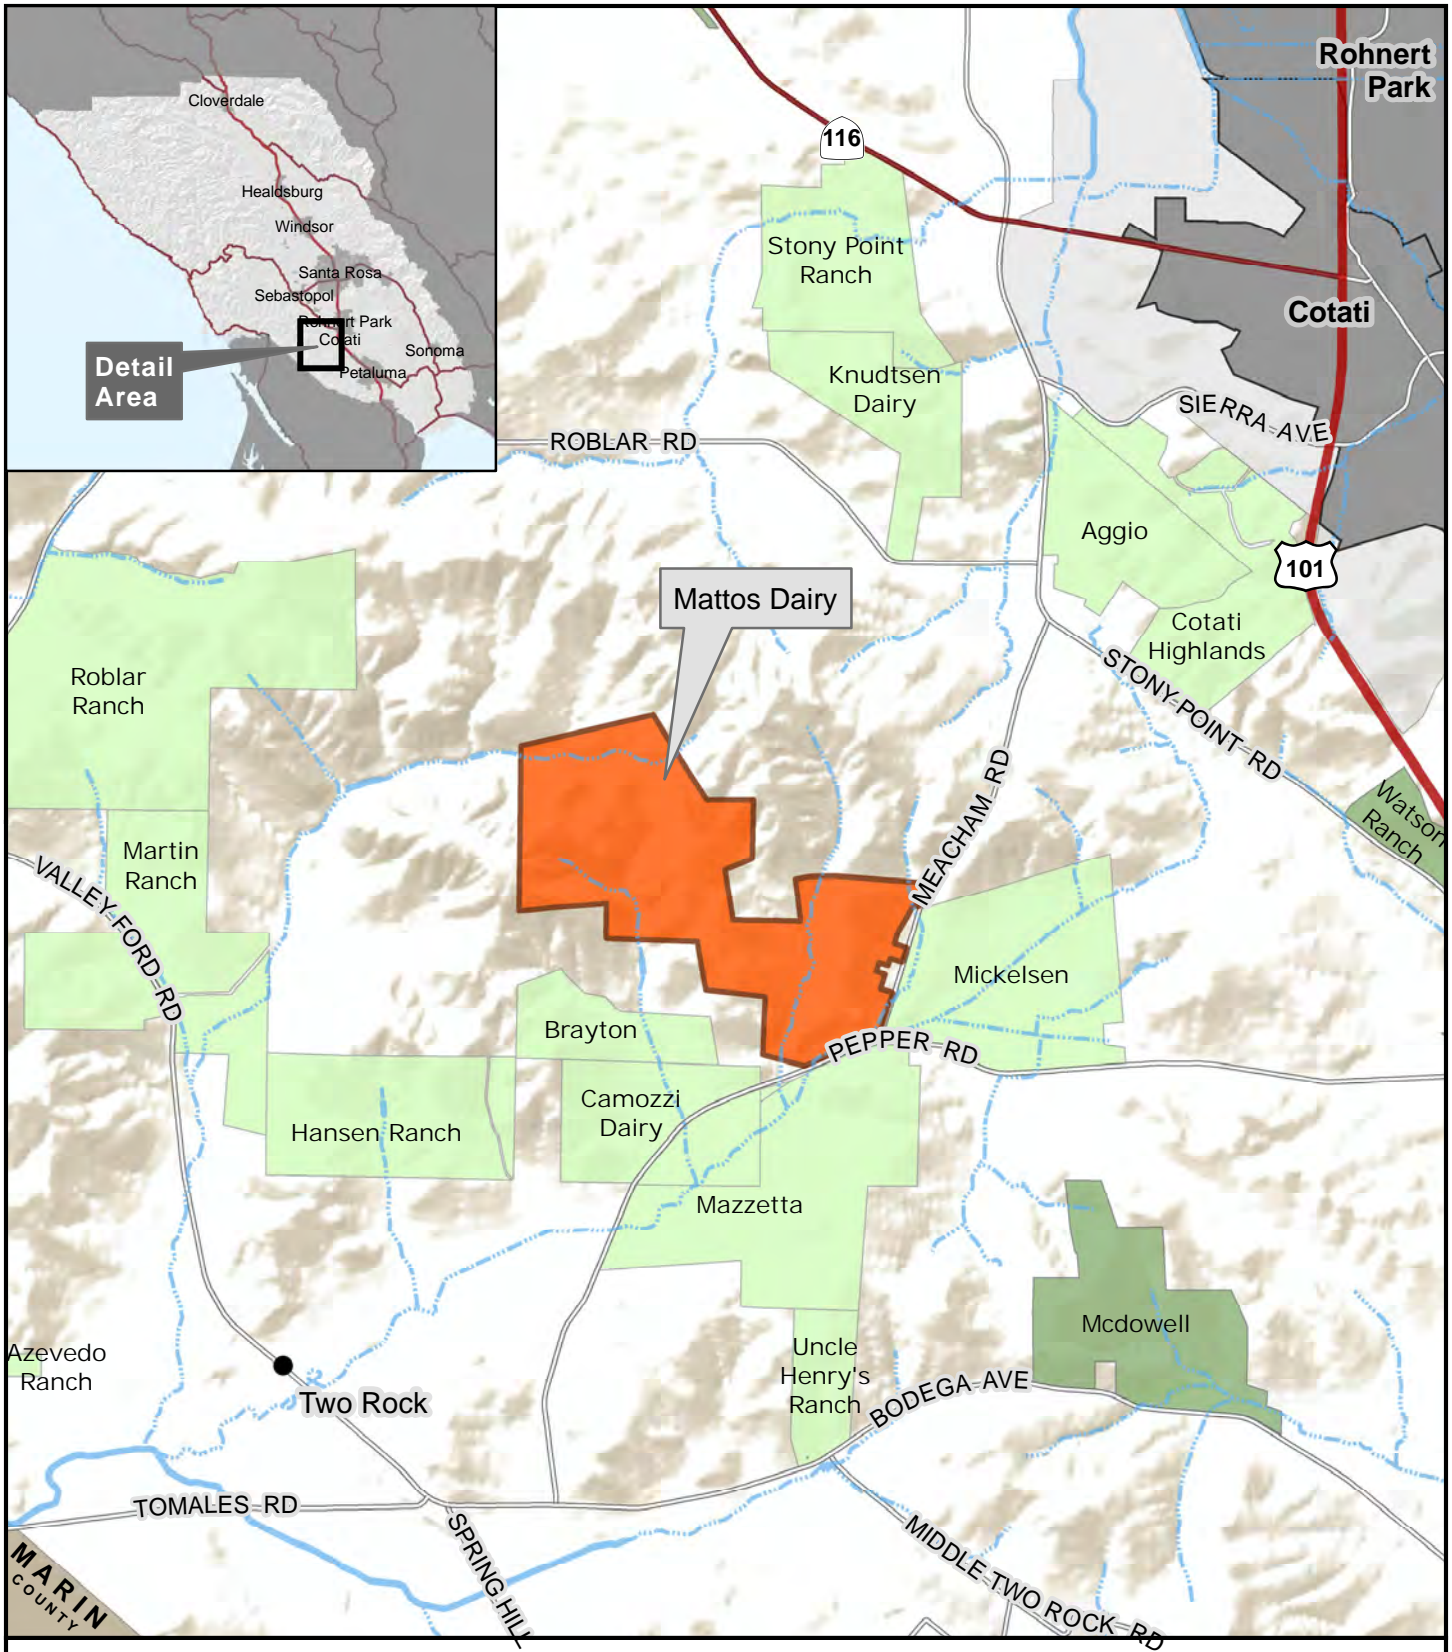 Cloverdale
Healdsburg
Windsor
Santa Rosa
Sebastopol
Rohnert Park
Cotati
Sonoma
Petaluma
Detail
Area
Rohnert
Park
116
Stony Point
Ranch
Cotati
Knudtsen
Dairy
SIERRA AVE
ROBLAR RD
Aggio
101
Mattos Dairy
Cotati
Highlands
Roblar
Ranch
STONY POINT RD
MEACHAM RD
Watson
Ranch
Martin
Ranch
VALLEY FORD RD
Mickelsen
Brayton
PEPPER RD
Camozzi
Dairy
Hansen Ranch
Mazzetta
Mcdowell
Uncle
Henry's
Ranch
Azevedo
Ranch
BODEGA AVE
Two Rock
TOMALES RD
SPRING HILL
MIDDLE TWO ROCK RD
MARIN
COUNTY